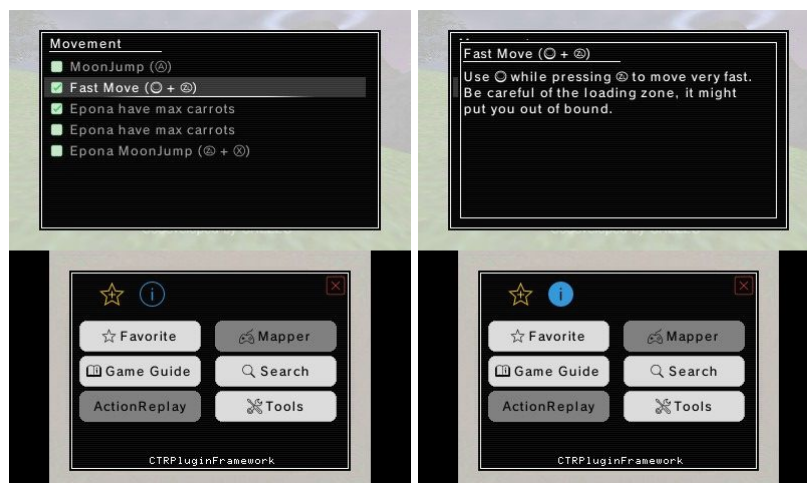 Movement
MoonJump (Ⓐ)
Fast Move (◯ + Ⓩ)
Epona have max carrots
Epona have max carrots
Epona MoonJump (Ⓩ + Ⓧ)
☆ Favorite
Mapper
Game Guide
Search
ActionReplay
Tools
CTRPluginFramework
Fast Move (◯ + Ⓩ)
Use ◯ while pressing Ⓩ to move very fast.
Be careful of the loading zone, it might
put you out of bound.
☆ Favorite
Mapper
Game Guide
Search
ActionReplay
Tools
CTRPluginFramework